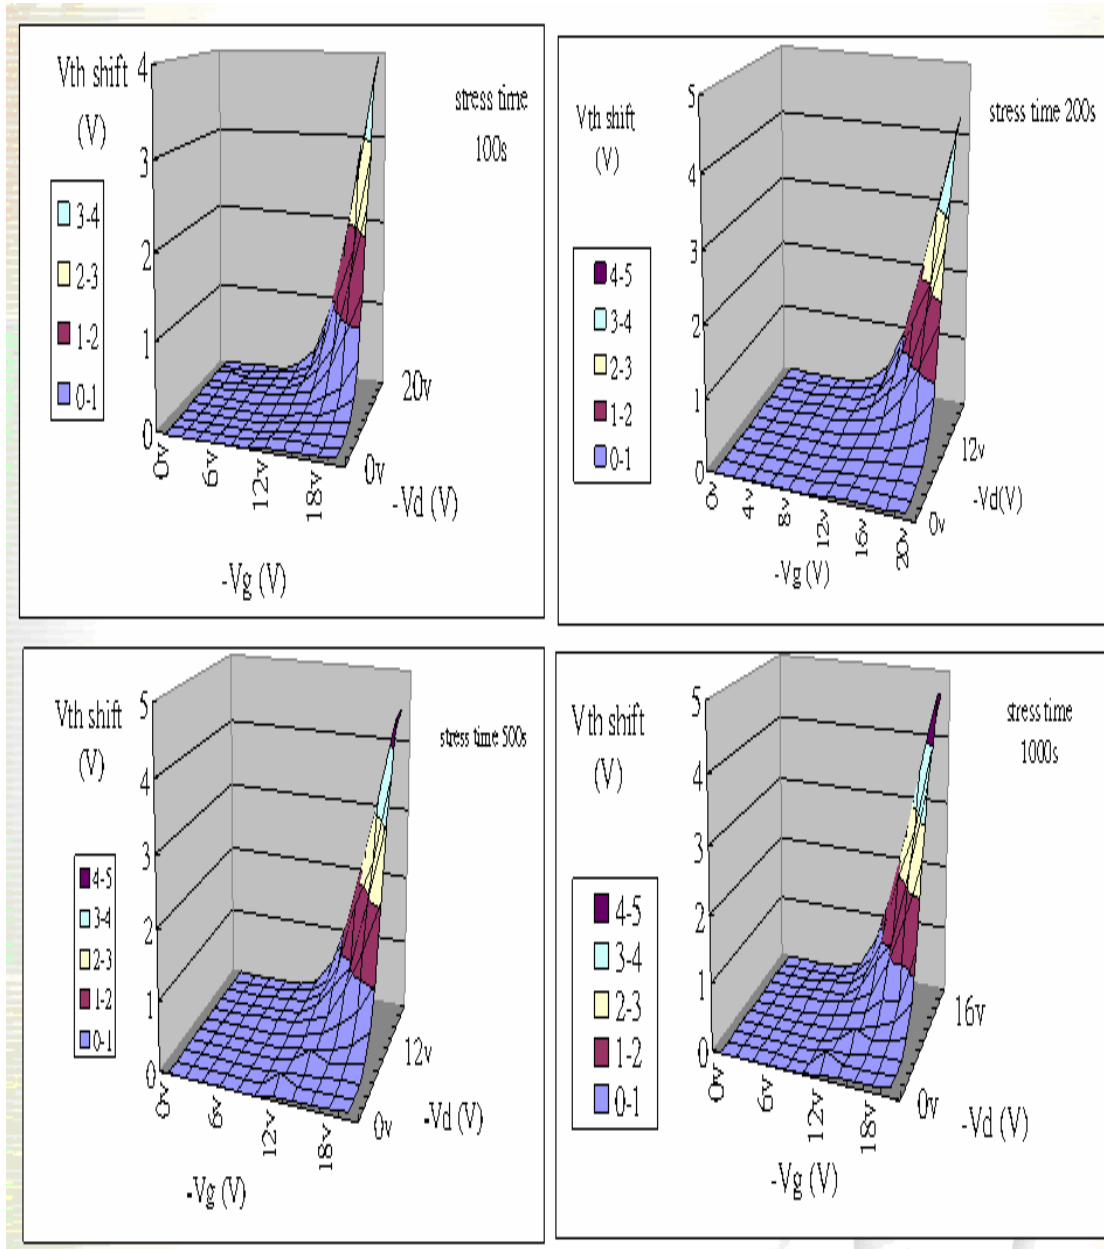 Vth shift
(V)
stress time
100s
3-4
2-3
1-2
0-1
4
3
2
1
0
0v
6v
12v
18v
0v
20v
-Vd (V)
-Vg (V)
Vth shift
(V)
stress time 200s
4-5
3-4
2-3
1-2
0-1
5
4
3
2
1
0
0v
4v
8v
12v
16v
20v
0v
12v
-Vd(V)
-Vg (V)
Vth shift
(V)
stress time 500s
4-5
3-4
2-3
1-2
0-1
5
4
3
2
1
0
0v
6v
12v
18v
0v
12v
-Vd (V)
-Vg (V)
Vth shift
(V)
stress time
1000s
4-5
3-4
2-3
1-2
0-1
5
4
3
2
1
0
0v
6v
12v
18v
0v
16v
-Vd (V)
-Vg (V)